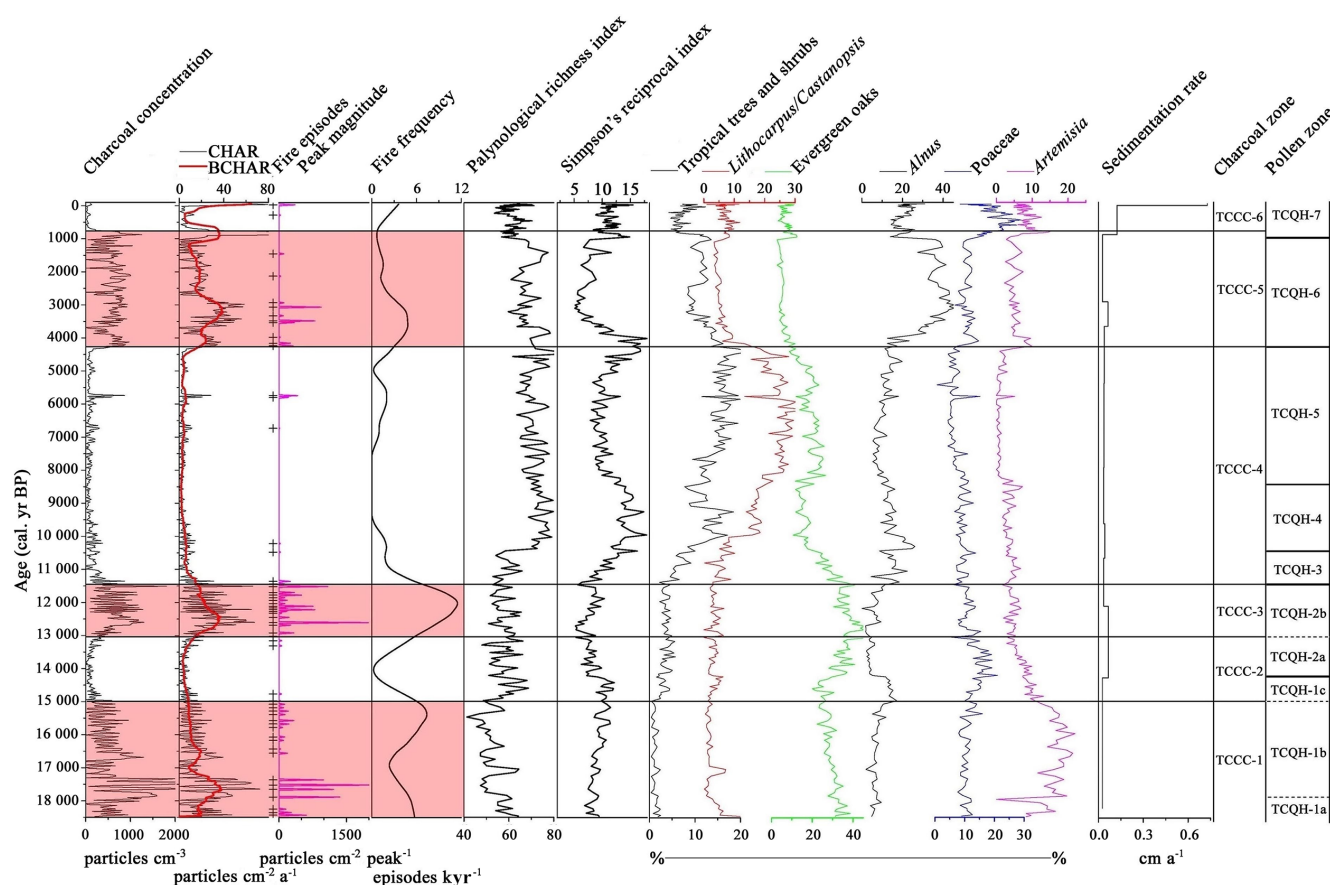 Charcoal concentration
CHAR
BCHAR
Fire episodes
Peak magnitude
Fire frequency
Palynological richness index
Simpson's reciprocal index
Tropical trees and shrubs
Lithocarpus/Castanopsis
Evergreen oaks
Alnus
Poaceae
Artemisia
Sedimentation rate
Charcoal zone
Pollen zone
0 40 80
0 6 12
5 10 15
0 10 20 30
0 20 40
0 10 20
Age (cal. yr BP)
0
1000
2000
3000
4000
5000
6000
7000
8000
9000
10 000
11 000
12 000
13 000
14 000
15 000
16 000
17 000
18 000
TCCC-6
TCCC-5
TCCC-4
TCCC-3
TCCC-2
TCCC-1
TCQH-7
TCQH-6
TCQH-5
TCQH-4
TCQH-3
TCQH-2b
TCQH-2a
TCQH-1c
TCQH-1b
TCQH-1a
0 1000 2000
0 1500
40 60 80
0 10 20
0 20 40
0 10 20 30
0.0 0.3 0.6
particles cm-3
particles cm-2 a-1
particles cm-2 peak-1
episodes kyr-1
% %
cm a-1